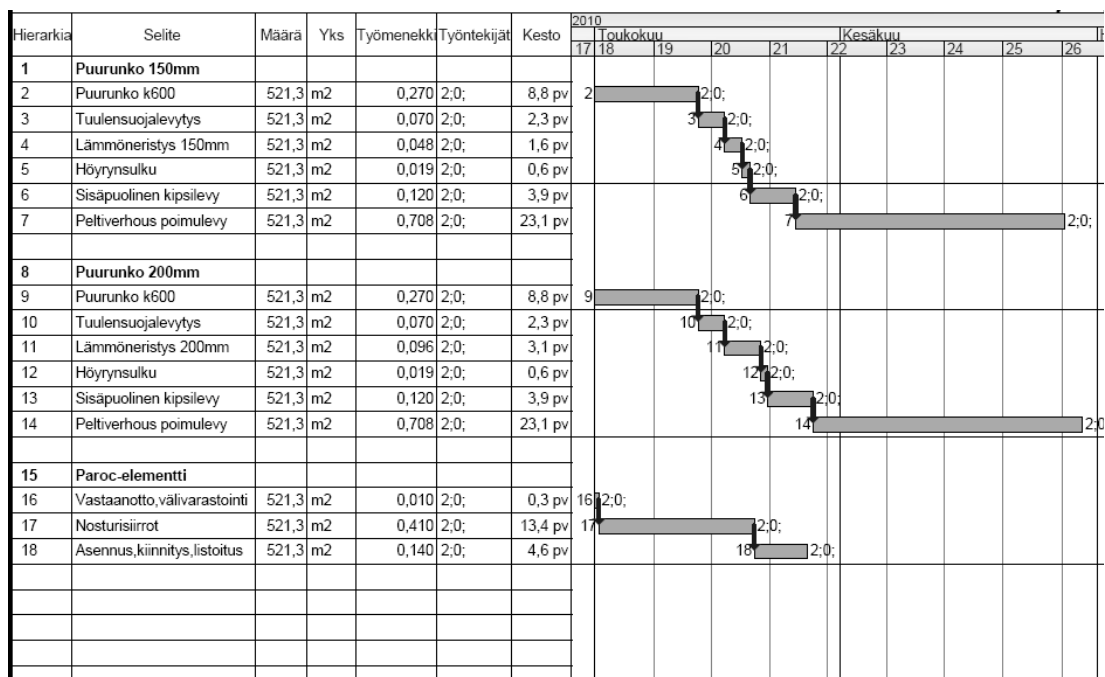 2010
Hierarkia Selite Määrä Yks Työmenekki Työntekijät Kesto Toukokuu Kesäkuu
17 18 19 20 21 22 23 24 25 26
1 Puurunko 150mm
2 Puurunko k600 521,3 m2 0,270 2;0; 8,8 pv 2 2;0;
3 Tuulensuojalevytys 521,3 m2 0,070 2;0; 2,3 pv 3 2;0;
4 Lämmöneristys 150mm 521,3 m2 0,048 2;0; 1,6 pv 4 2;0;
5 Höyrynsulku 521,3 m2 0,019 2;0; 0,6 pv 5 2;0;
6 Sisäpuolinen kipsilevy 521,3 m2 0,120 2;0; 3,9 pv 6 2;0;
7 Peltiverhous poimulevy 521,3 m2 0,708 2;0; 23,1 pv 7 2;0;
8 Puurunko 200mm
9 Puurunko k600 521,3 m2 0,270 2;0; 8,8 pv 9 2;0;
10 Tuulensuojalevytys 521,3 m2 0,070 2;0; 2,3 pv 10 2;0;
11 Lämmöneristys 200mm 521,3 m2 0,096 2;0; 3,1 pv 11 2;0;
12 Höyrynsulku 521,3 m2 0,019 2;0; 0,6 pv 12 2;0;
13 Sisäpuolinen kipsilevy 521,3 m2 0,120 2;0; 3,9 pv 13 2;0;
14 Peltiverhous poimulevy 521,3 m2 0,708 2;0; 23,1 pv 14 2;0
15 Paroc-elementti
16 Vastaanotto,välivarastointi 521,3 m2 0,010 2;0; 0,3 pv 16 2;0;
17 Nosturisiirrot 521,3 m2 0,410 2;0; 13,4 pv 17 2;0;
18 Asennus,kiinnitys,listoitus 521,3 m2 0,140 2;0; 4,6 pv 18 2;0;